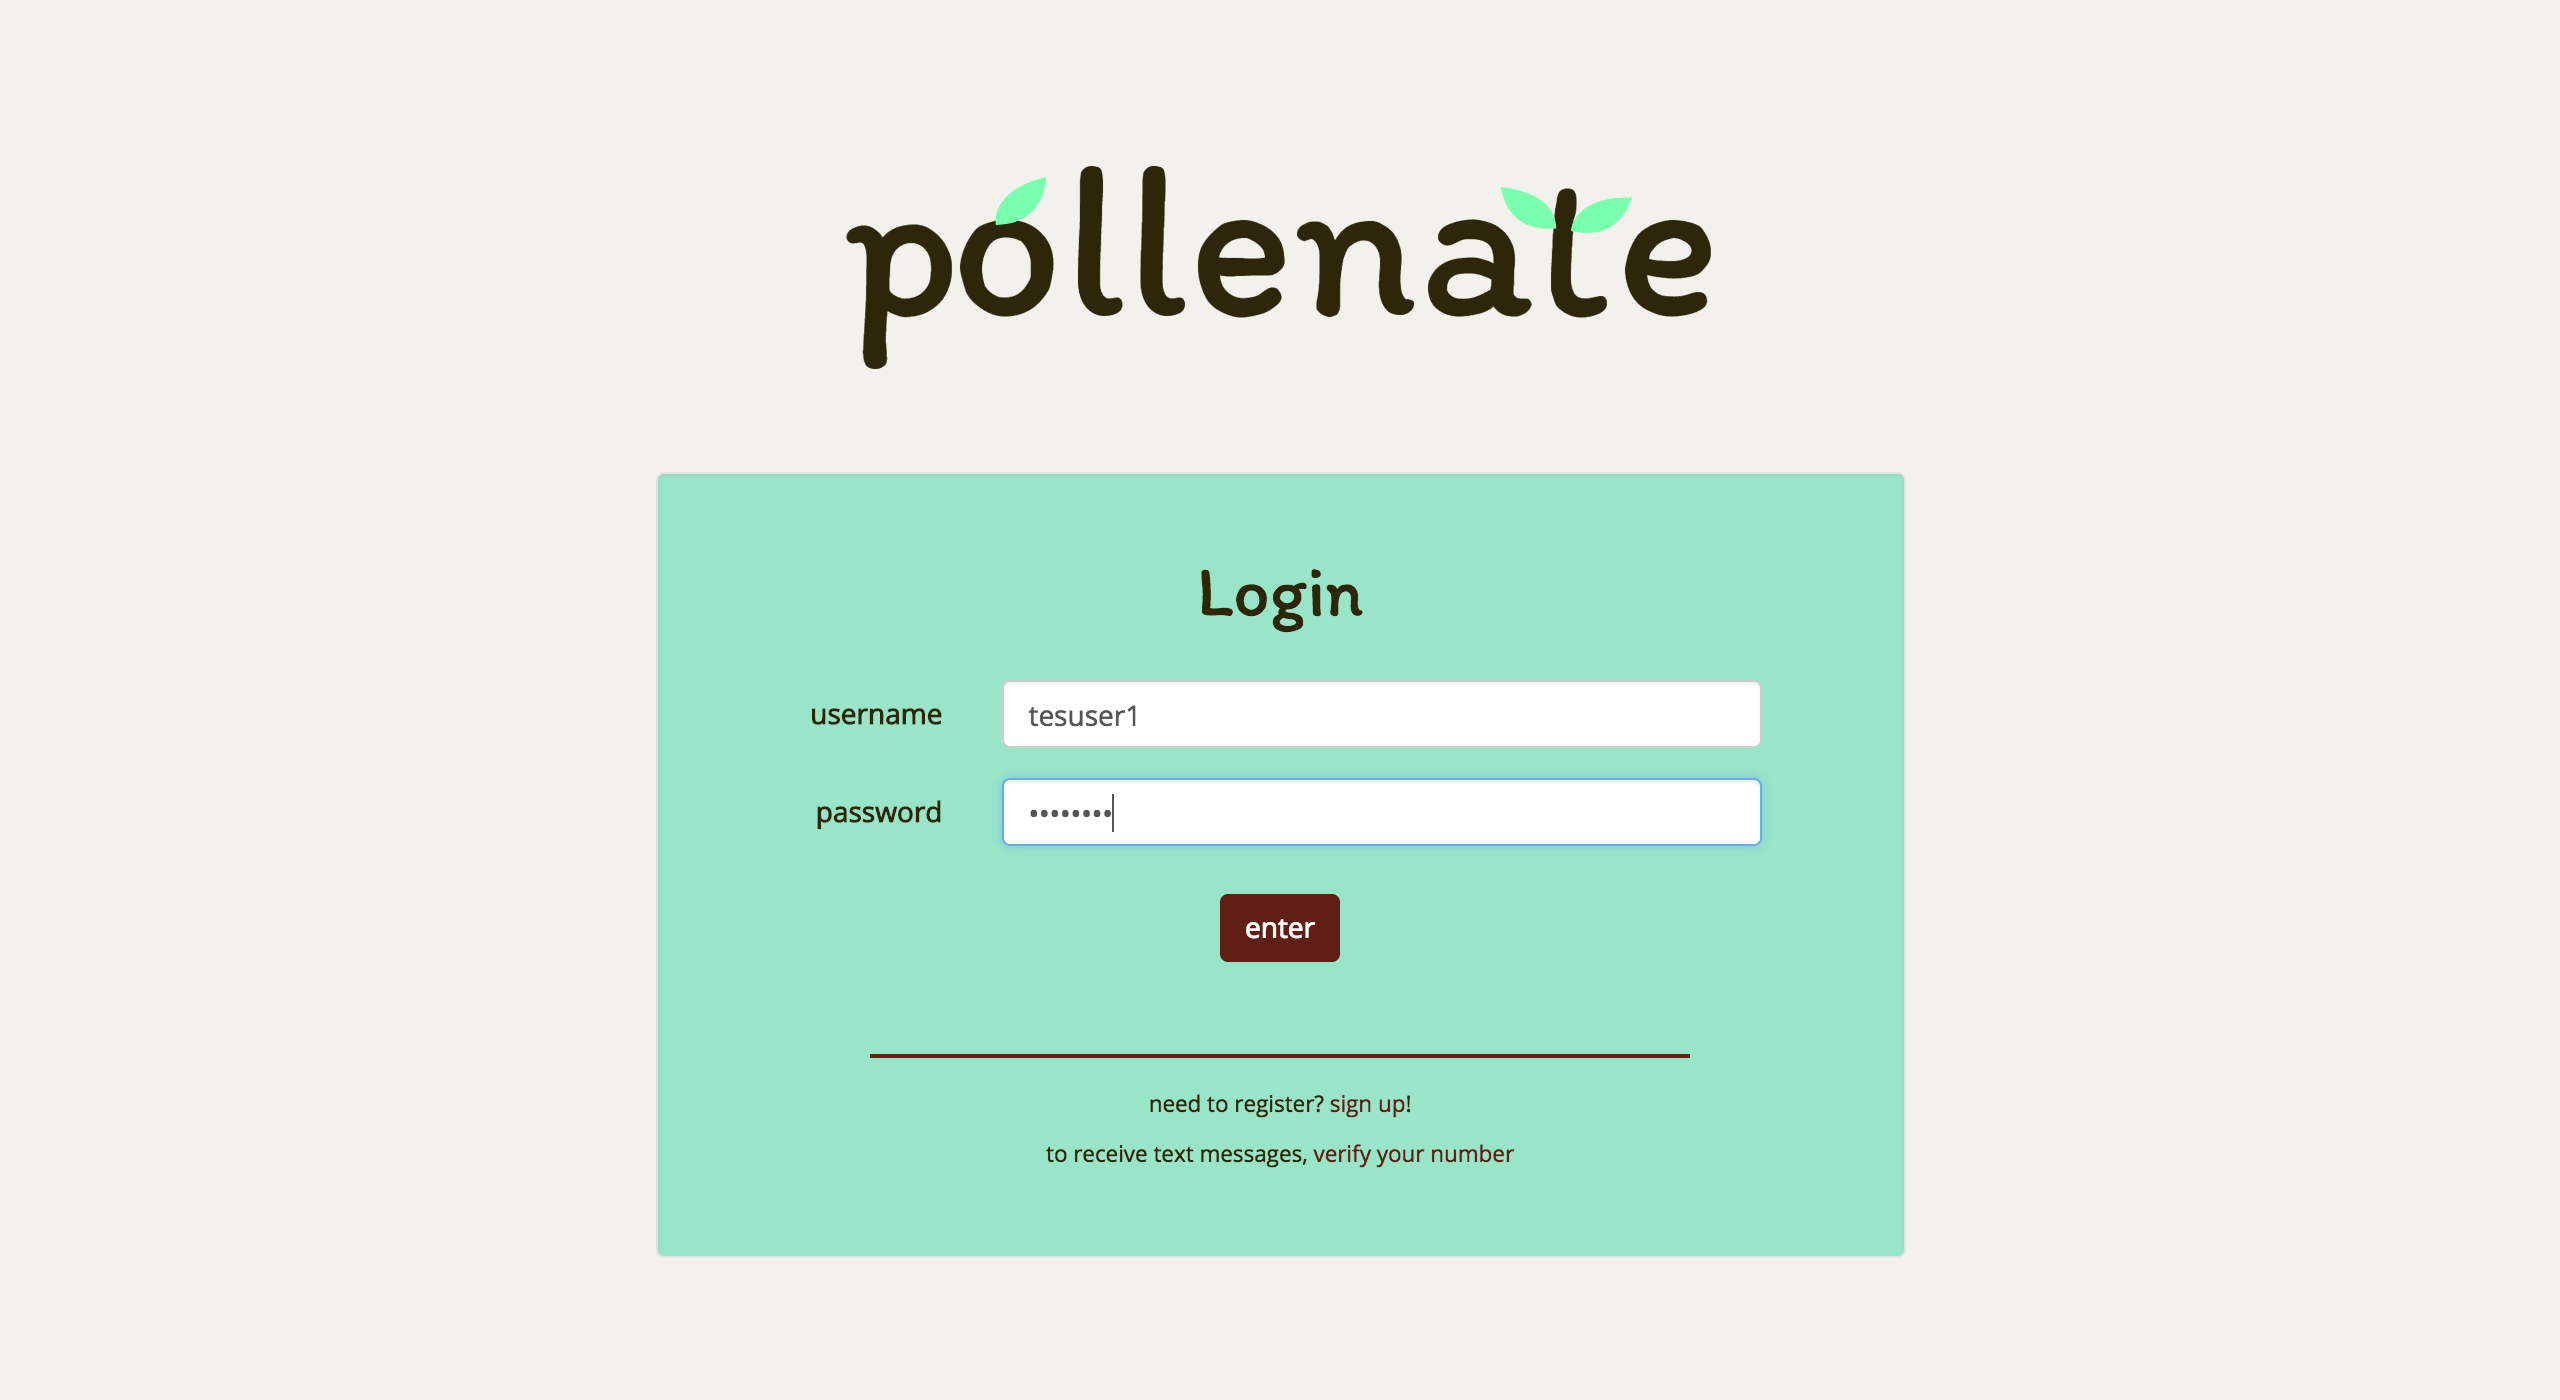 pollenate
Login
username
tesuser1
password
••••••••
enter
need to register? sign up!
to receive text messages, verify your number